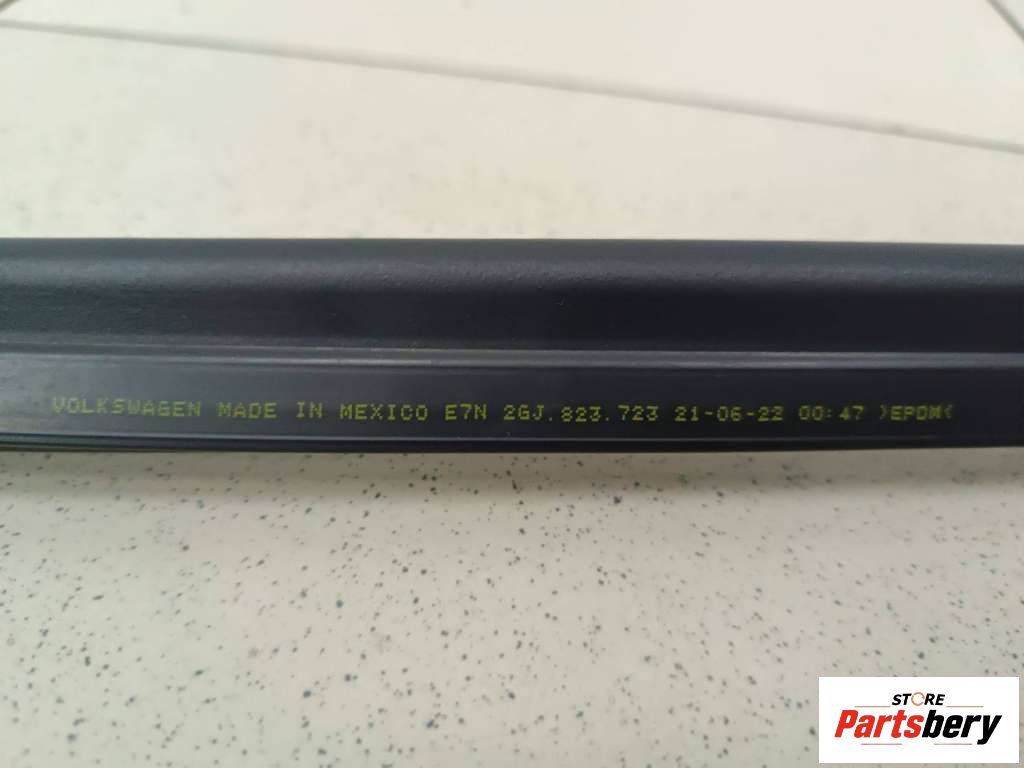 VOLKSWAGEN MADE IN MEXICO E7N 2GJ.823.723 21-06-22 00:47 >EPDM<
STORE
Partsbery